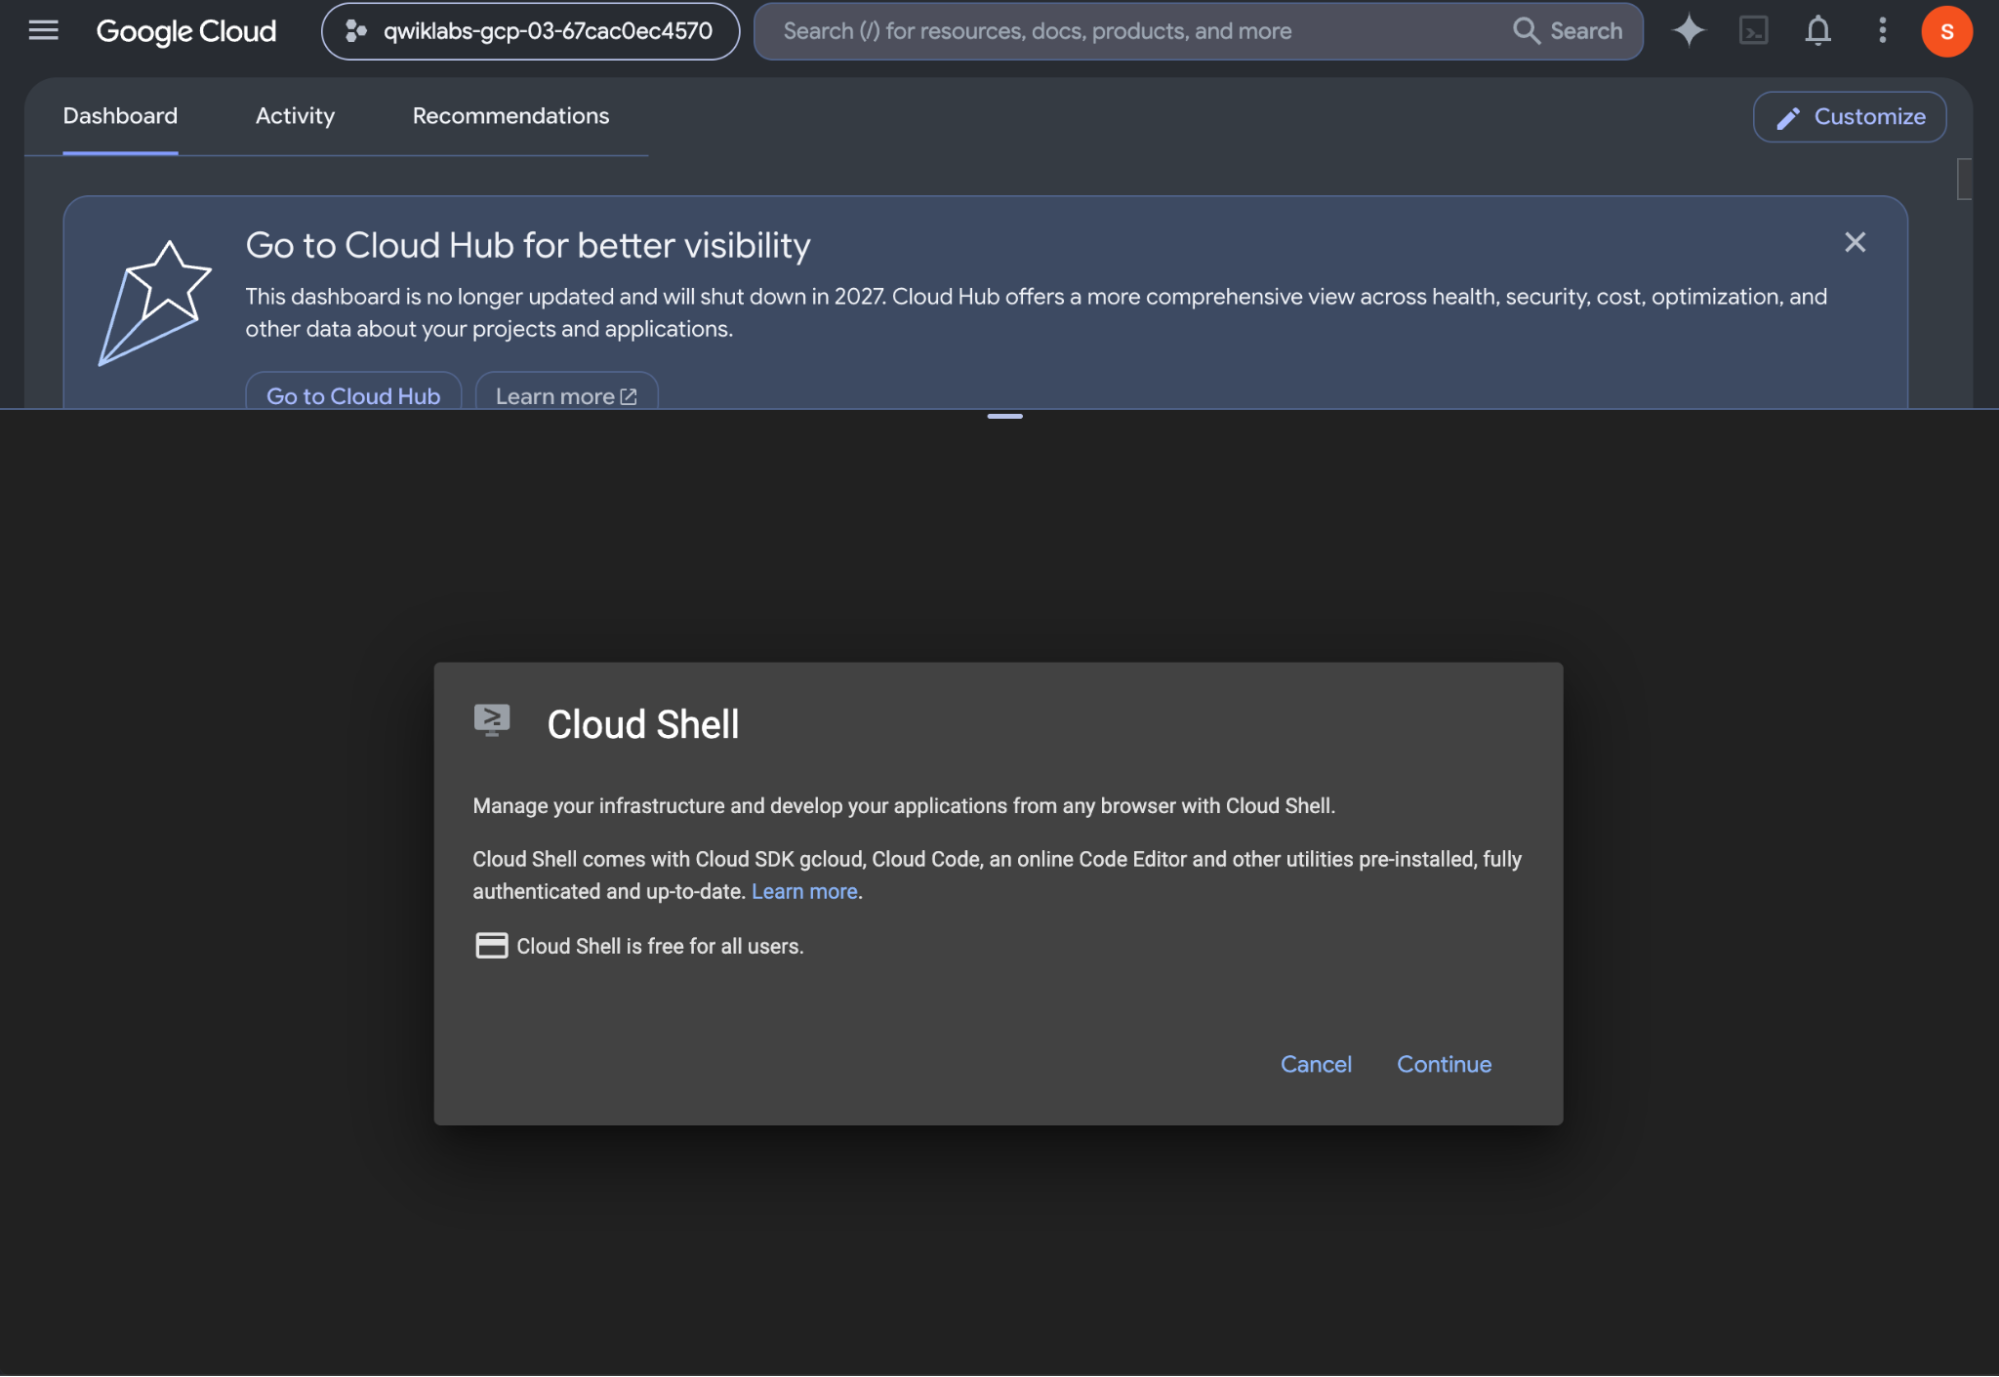 Google Cloud
qwiklabs-gcp-03-67cac0ec4570
Search (/) for resources, docs, products, and more
Search
S
Dashboard
Activity
Recommendations
Customize
Go to Cloud Hub for better visibility
This dashboard is no longer updated and will shut down in 2027. Cloud Hub offers a more comprehensive view across health, security, cost, optimization, and
other data about your projects and applications.
Go to Cloud Hub
Learn more
Cloud Shell
Manage your infrastructure and develop your applications from any browser with Cloud Shell.
Cloud Shell comes with Cloud SDK gcloud, Cloud Code, an online Code Editor and other utilities pre-installed, fully
authenticated and up-to-date. Learn more.
Cloud Shell is free for all users.
Cancel
Continue